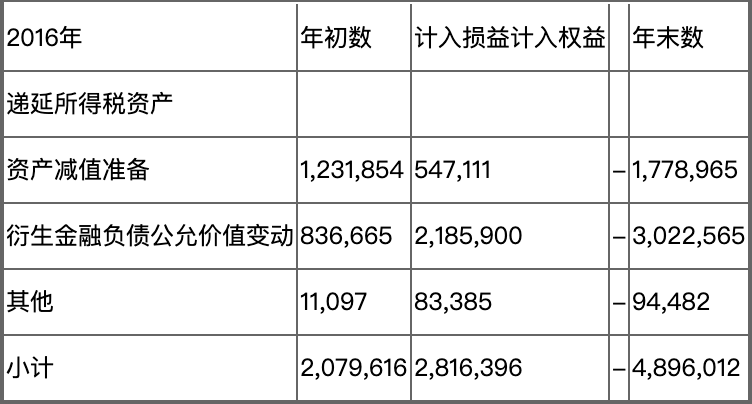 2016年 年初数 计入损益计入权益 年末数
递延所得税资产
资产减值准备 1,231,854 547,111 – 1,778,965
衍生金融负债公允价值变动 836,665 2,185,900 – 3,022,565
其他 11,097 83,385 – 94,482
小计 2,079,616 2,816,396 – 4,896,012